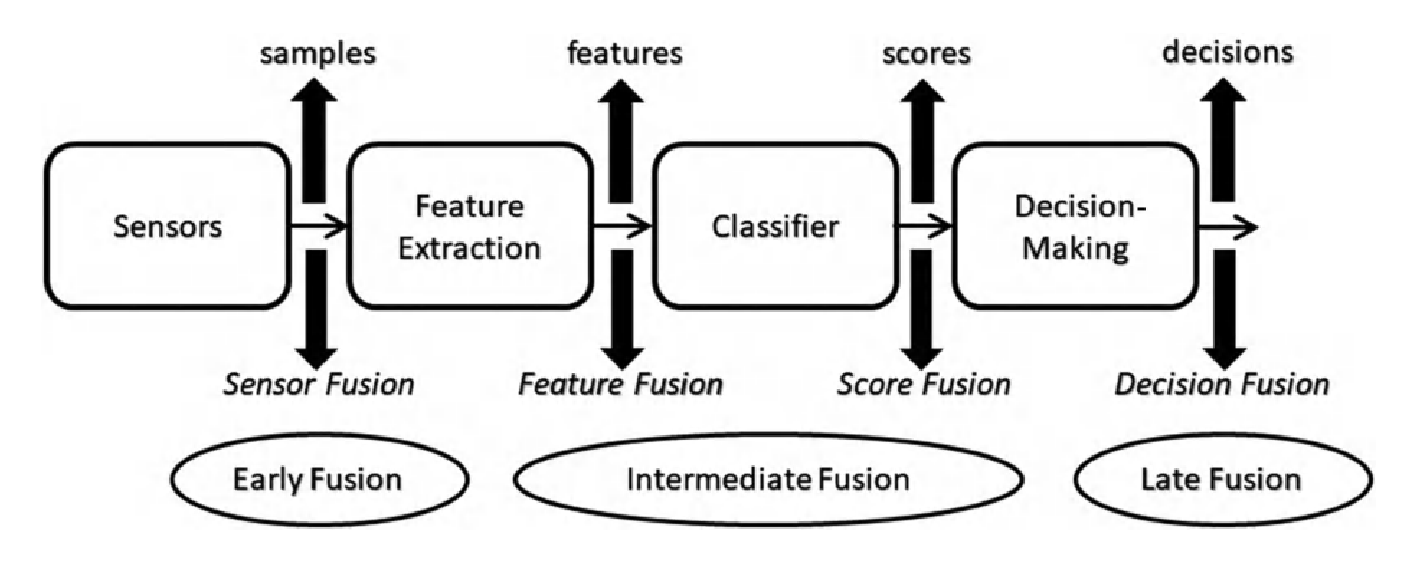 samples
features
scores
decisions
Sensors
Feature
Extraction
Classifier
Decision-
Making
Sensor Fusion
Feature Fusion
Score Fusion
Decision Fusion
Early Fusion
Intermediate Fusion
Late Fusion